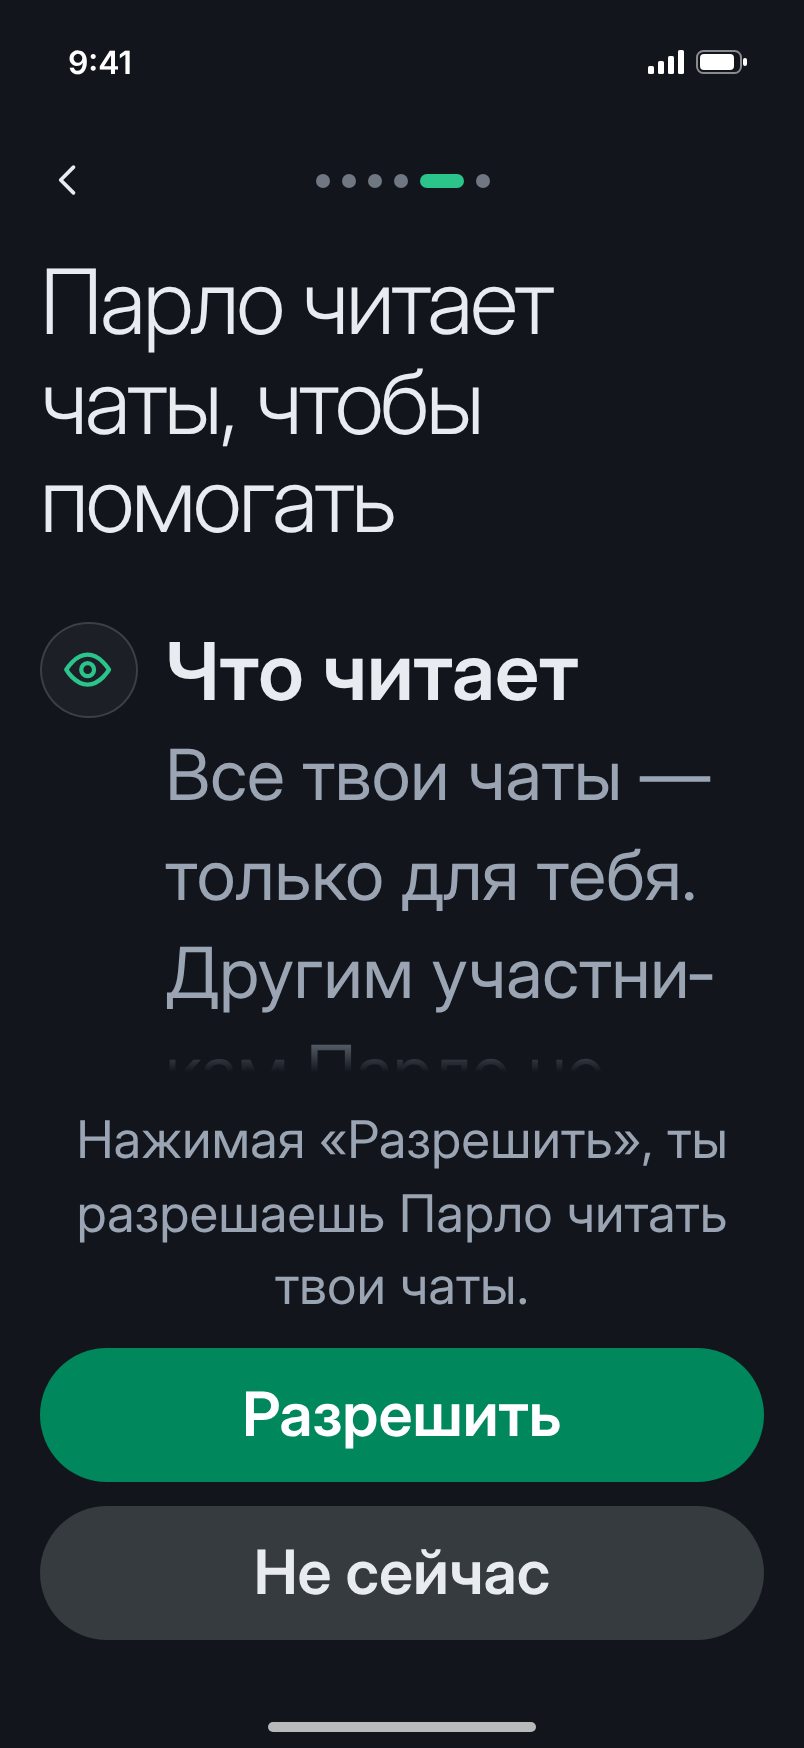 9:41
Парло читает
чаты, чтобы
помогать
Что читает
Все твои чаты —
только для тебя.
Другим участни-
Нажимая «Разрешить», ты
разрешаешь Парло читать
твои чаты.
Разрешить
Не сейчас